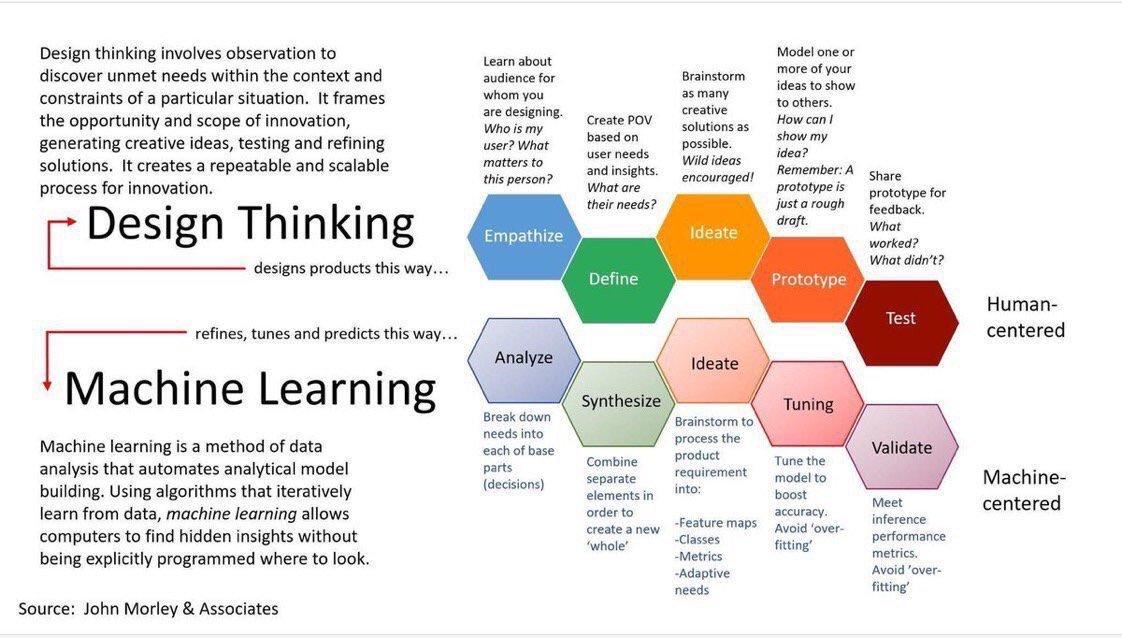 Design thinking involves observation to
discover unmet needs within the context and
constraints of a particular situation.  It frames
the opportunity and scope of innovation,
generating creative ideas, testing and refining
solutions.  It creates a repeatable and scalable
process for innovation.
Design Thinking
designs products this way…
Learn about
audience for
whom you
are designing.
Who is my
user? What
matters to
this person?
Empathize
Create POV
based on
user needs
and insights.
What are
their needs?
Define
Brainstorm
as many
creative
solutions as
possible.
Wild ideas
encouraged!
Ideate
Model one or
more of your
ideas to show
to others.
How can I
show my
idea?
Remember: A
prototype is
just a rough
draft.
Prototype
Share
prototype for
feedback.
What
worked?
What didn't?
Test
Human-
centered
refines, tunes and predicts this way…
Machine Learning
Machine learning is a method of data
analysis that automates analytical model
building. Using algorithms that iteratively
learn from data, machine learning allows
computers to find hidden insights without
being explicitly programmed where to look.
Analyze
Break down
needs into
each of base
parts
(decisions)
Synthesize
Combine
separate
elements in
order to
create a new
'whole'
Ideate
Brainstorm to
process the
product
requirement
into:
-Feature maps
-Classes
-Metrics
-Adaptive
needs
Tuning
Tune the
model to
boost
accuracy.
Avoid 'over-
fitting'
Validate
Meet
inference
performance
metrics.
Avoid 'over-
fitting'
Machine-
centered
Source:  John Morley & Associates